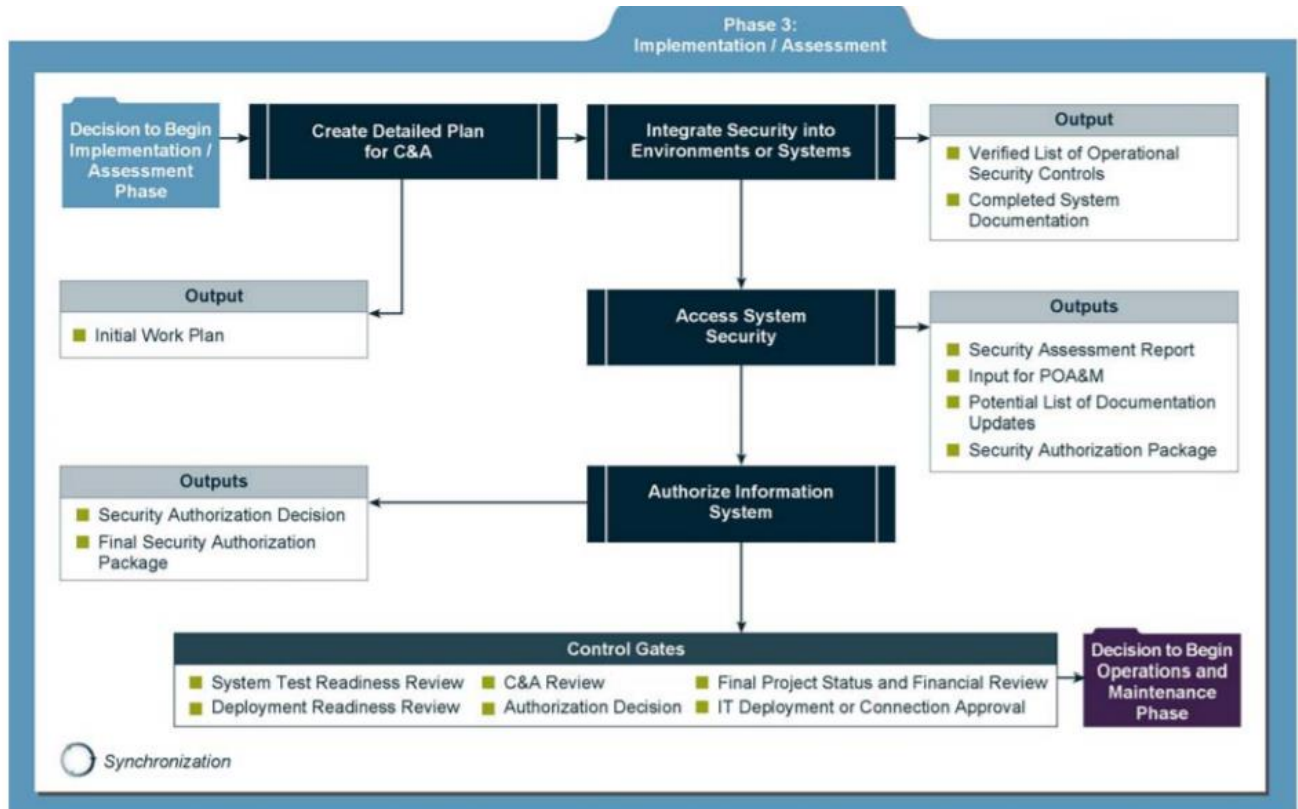 Phase 3:
Implementation / Assessment
Decision to Begin
Implementation /
Assessment
Phase
Create Detailed Plan
for C&A
Integrate Security into
Environments or Systems
Output
Verified List of Operational
Security Controls
Completed System
Documentation
Output
Initial Work Plan
Access System
Security
Outputs
Security Assessment Report
Input for POA&M
Potential List of Documentation
Updates
Security Authorization Package
Outputs
Security Authorization Decision
Final Security Authorization
Package
Authorize Information
System
Control Gates
System Test Readiness Review
C&A Review
Final Project Status and Financial Review
Deployment Readiness Review
Authorization Decision
IT Deployment or Connection Approval
Decision to Begin
Operations and
Maintenance
Phase
Synchronization